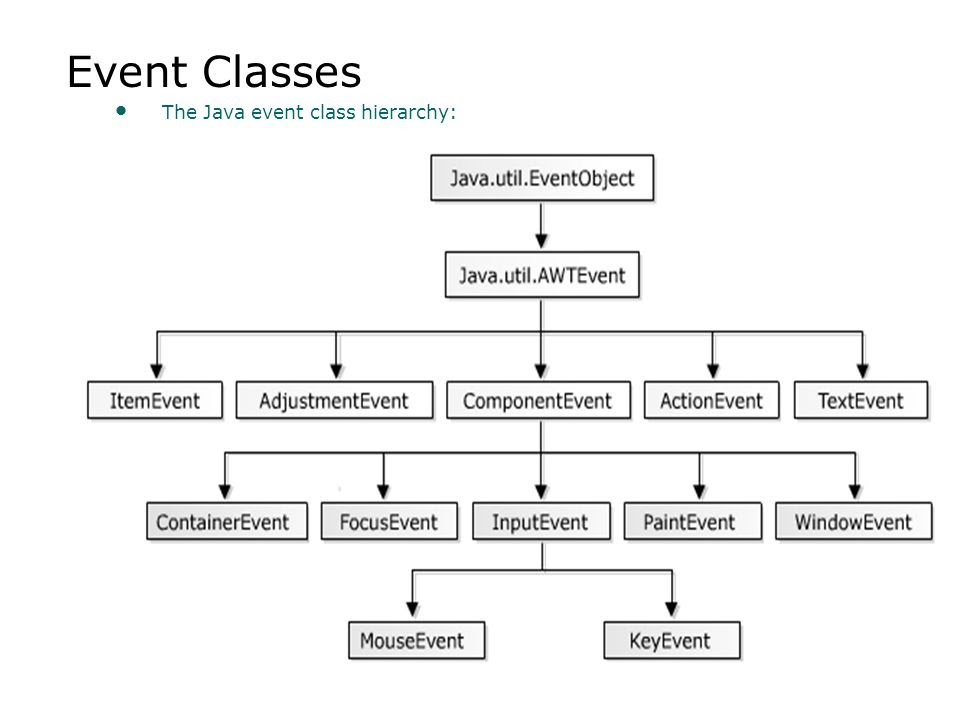 Event Classes
• The Java event class hierarchy:
Java.util.EventObject
Java.util.AWTEvent
ItemEvent
AdjustmentEvent
ComponentEvent
ActionEvent
TextEvent
ContainerEvent
FocusEvent
InputEvent
PaintEvent
WindowEvent
MouseEvent
KeyEvent